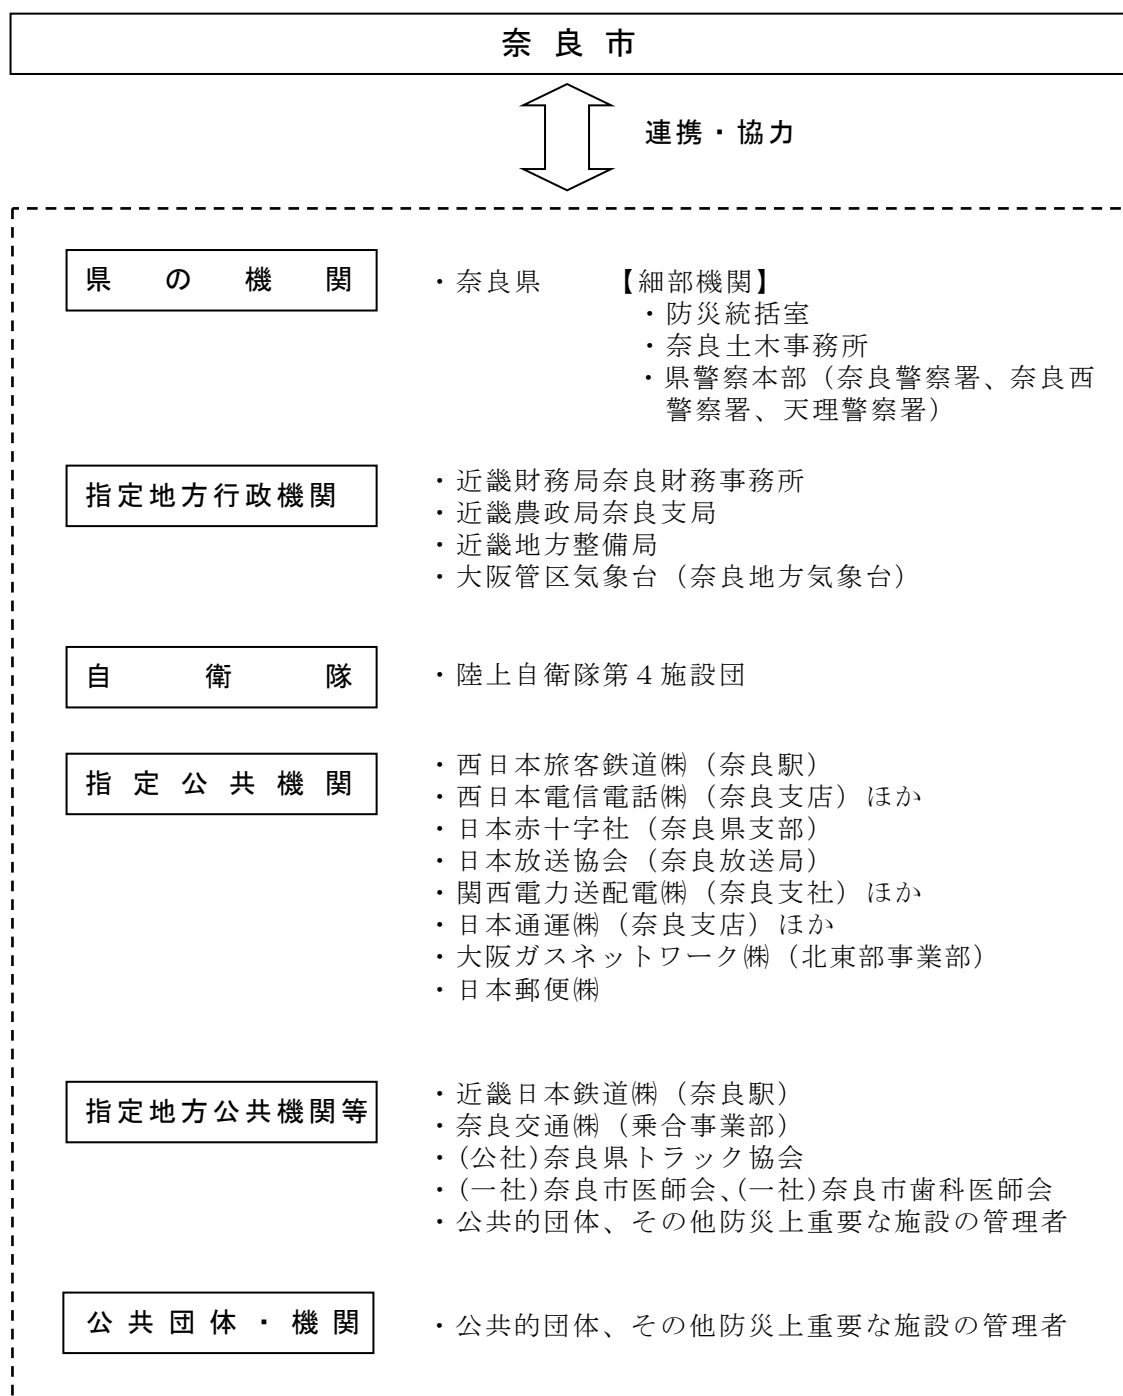 奈良市
連携・協力
県の機関
・奈良県 【細部機関】
・防災統括室
・奈良土木事務所
・県警察本部（奈良警察署、奈良西
警察署、天理警察署）
指定地方行政機関
・近畿財務局奈良財務事務所
・近畿農政局奈良支局
・近畿地方整備局
・大阪管区気象台（奈良地方気象台）
自衛隊
・陸上自衛隊第４施設団
指定公共機関
・西日本旅客鉄道㈱（奈良駅）
・西日本電信電話㈱（奈良支店）ほか
・日本赤十字社（奈良県支部）
・日本放送協会（奈良放送局）
・関西電力送配電㈱（奈良支社）ほか
・日本通運㈱（奈良支店）ほか
・大阪ガスネットワーク㈱（北東部事業部）
・日本郵便㈱
指定地方公共機関等
・近畿日本鉄道㈱（奈良駅）
・奈良交通㈱（乗合事業部）
・(公社)奈良県トラック協会
・(一社)奈良市医師会、(一社)奈良市歯科医師会
・公共的団体、その他防災上重要な施設の管理者
公共団体・機関
・公共的団体、その他防災上重要な施設の管理者